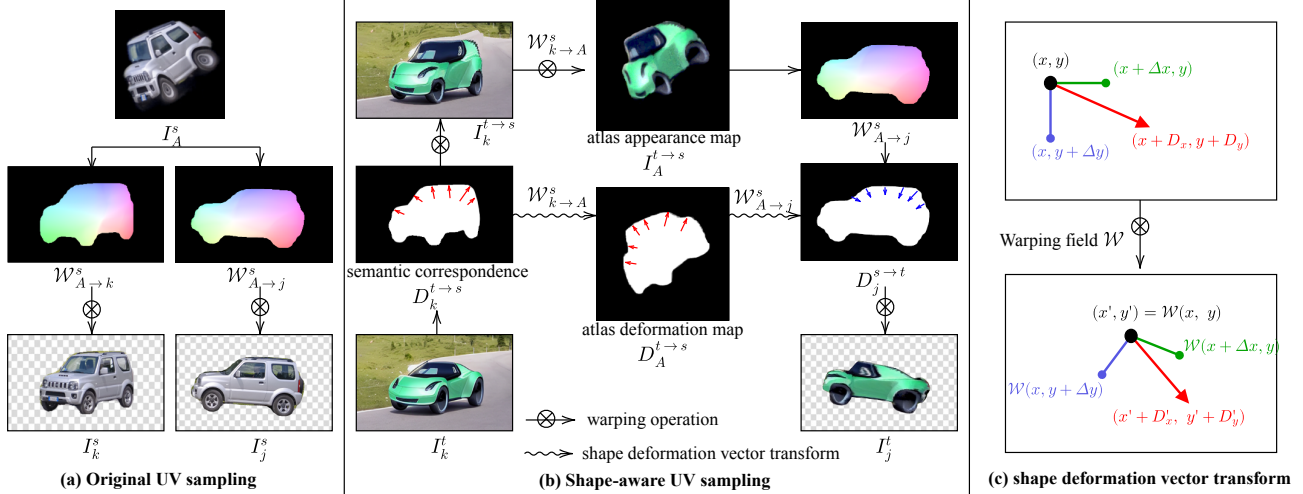 $I_A^s$
$\mathcal{W}_{A \to k}^s$
$\mathcal{W}_{A \to j}^s$
$I_k^s$
$I_j^s$
(a) Original UV sampling
$\mathcal{W}_{k \to A}^s$
$I_k^{t \to s}$
atlas appearance map
$I_A^{t \to s}$
$\mathcal{W}_{A \to j}^s$
$\mathcal{W}_{k \to A}^s$
$\mathcal{W}_{A \to j}^s$
semantic correspondence
$D_k^{t \to s}$
atlas deformation map
$D_A^{t \to s}$
$D_j^{s \to t}$
warping operation
shape deformation vector transform
$I_k^t$
$I_j^t$
(b) Shape-aware UV sampling
$(x, y)$
$(x + \Delta x, y)$
$(x, y + \Delta y)$
$(x + D_x, y + D_y)$
Warping field $\mathcal{W}$
$(x', y') = \mathcal{W}(x, \ y)$
$\mathcal{W}(x + \Delta x, y)$
$\mathcal{W}(x, y + \Delta y)$
$(x' + D_x', \ y' + D_y')$
(c) shape deformation vector transform